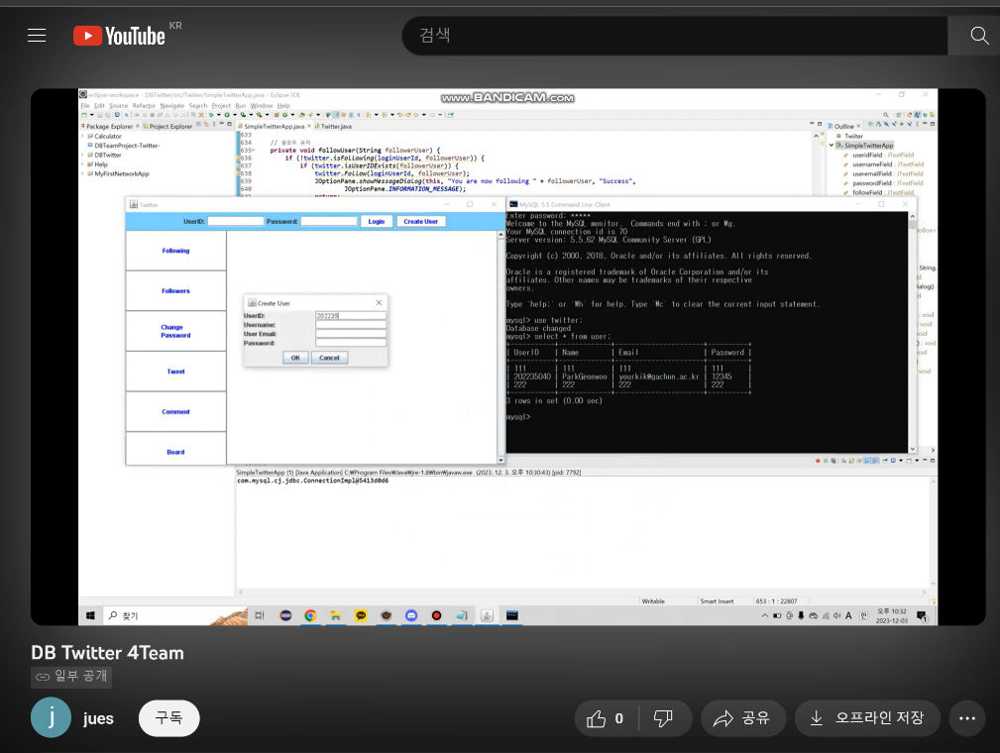 YouTube KR
검색
eclipse-workspace - DBTwitter/src/Twitter/SimpleTwitterApp.java - Eclipse IDE
www.BANDICAM.com
File Edit Source Refactor Navigate Search Project Run Window Help
Package Explorer Project Explorer
SimpleTwitterApp.java Twitter.java
Outline
Calculator
DBTeamProject-Twitter-
DBTwitter
Help
MyFirstNetworkApp
633
634 // 팔로우 유저
635 private void followUser(String followerUser) {
636 if (!twitter.isFollowing(loginUserId, followerUser)) {
637 if (twitter.isUserIDExists(followerUser)) {
638 twitter.follow(loginUserId, followerUser);
639 JOptionPane.showMessageDialog(this, "You are now following " + followerUser, "Success",
640 JOptionPane.INFORMATION_MESSAGE);
return;
Twitter
SimpleTwitterApp
useridField : JTextField
usernameField : JTextField
useremailField : JTextField
passwordField : JTextField
followField : JTextField
Twitter
UserID: Password: Login Create User
Following
Followers
Change
Password
Tweet
Comment
Board
Create User
UserID: 202235
Username:
User Email:
Password:
OK Cancel
MySQL 5.5 Command Line Client
Enter password: *****
Welcome to the MySQL monitor. Commands end with ; or ₩g.
Your MySQL connection id is 70
Server version: 5.5.62 MySQL Community Server (GPL)
Copyright (c) 2000, 2018, Oracle and/or its affiliates. All rights reserved.
Oracle is a registered trademark of Oracle Corporation and/or its
affiliates. Other names may be trademarks of their respective
owners.
Type 'help;' or '₩h' for help. Type '₩c' to clear the current input statement.
mysql> use twitter;
Database changed
mysql> select * from user;
| UserID | Name | Email | Password |
| 111 | 111 | 111 | 111 |
| 202235040 | ParkGeonwoo | yourkik@gachon.ac.kr | 12345 |
| 222 | 222 | 222 | 222 |
3 rows in set (0.00 sec)
mysql>
SimpleTwitterApp (1) [Java Application] C:₩Program Files₩Java₩jre-1.8₩bin₩javaw.exe (2023. 12. 3. 오후 10:30:43) [pid: 7792]
com.mysql.cj.jdbc.ConnectionImpl@5413d0d6
Writable Smart Insert 653 : 1 : 22807
찾기
A 한
오후 10:32
2023-12-03
DB Twitter 4Team
일부 공개
j jues 구독 0 공유 오프라인 저장